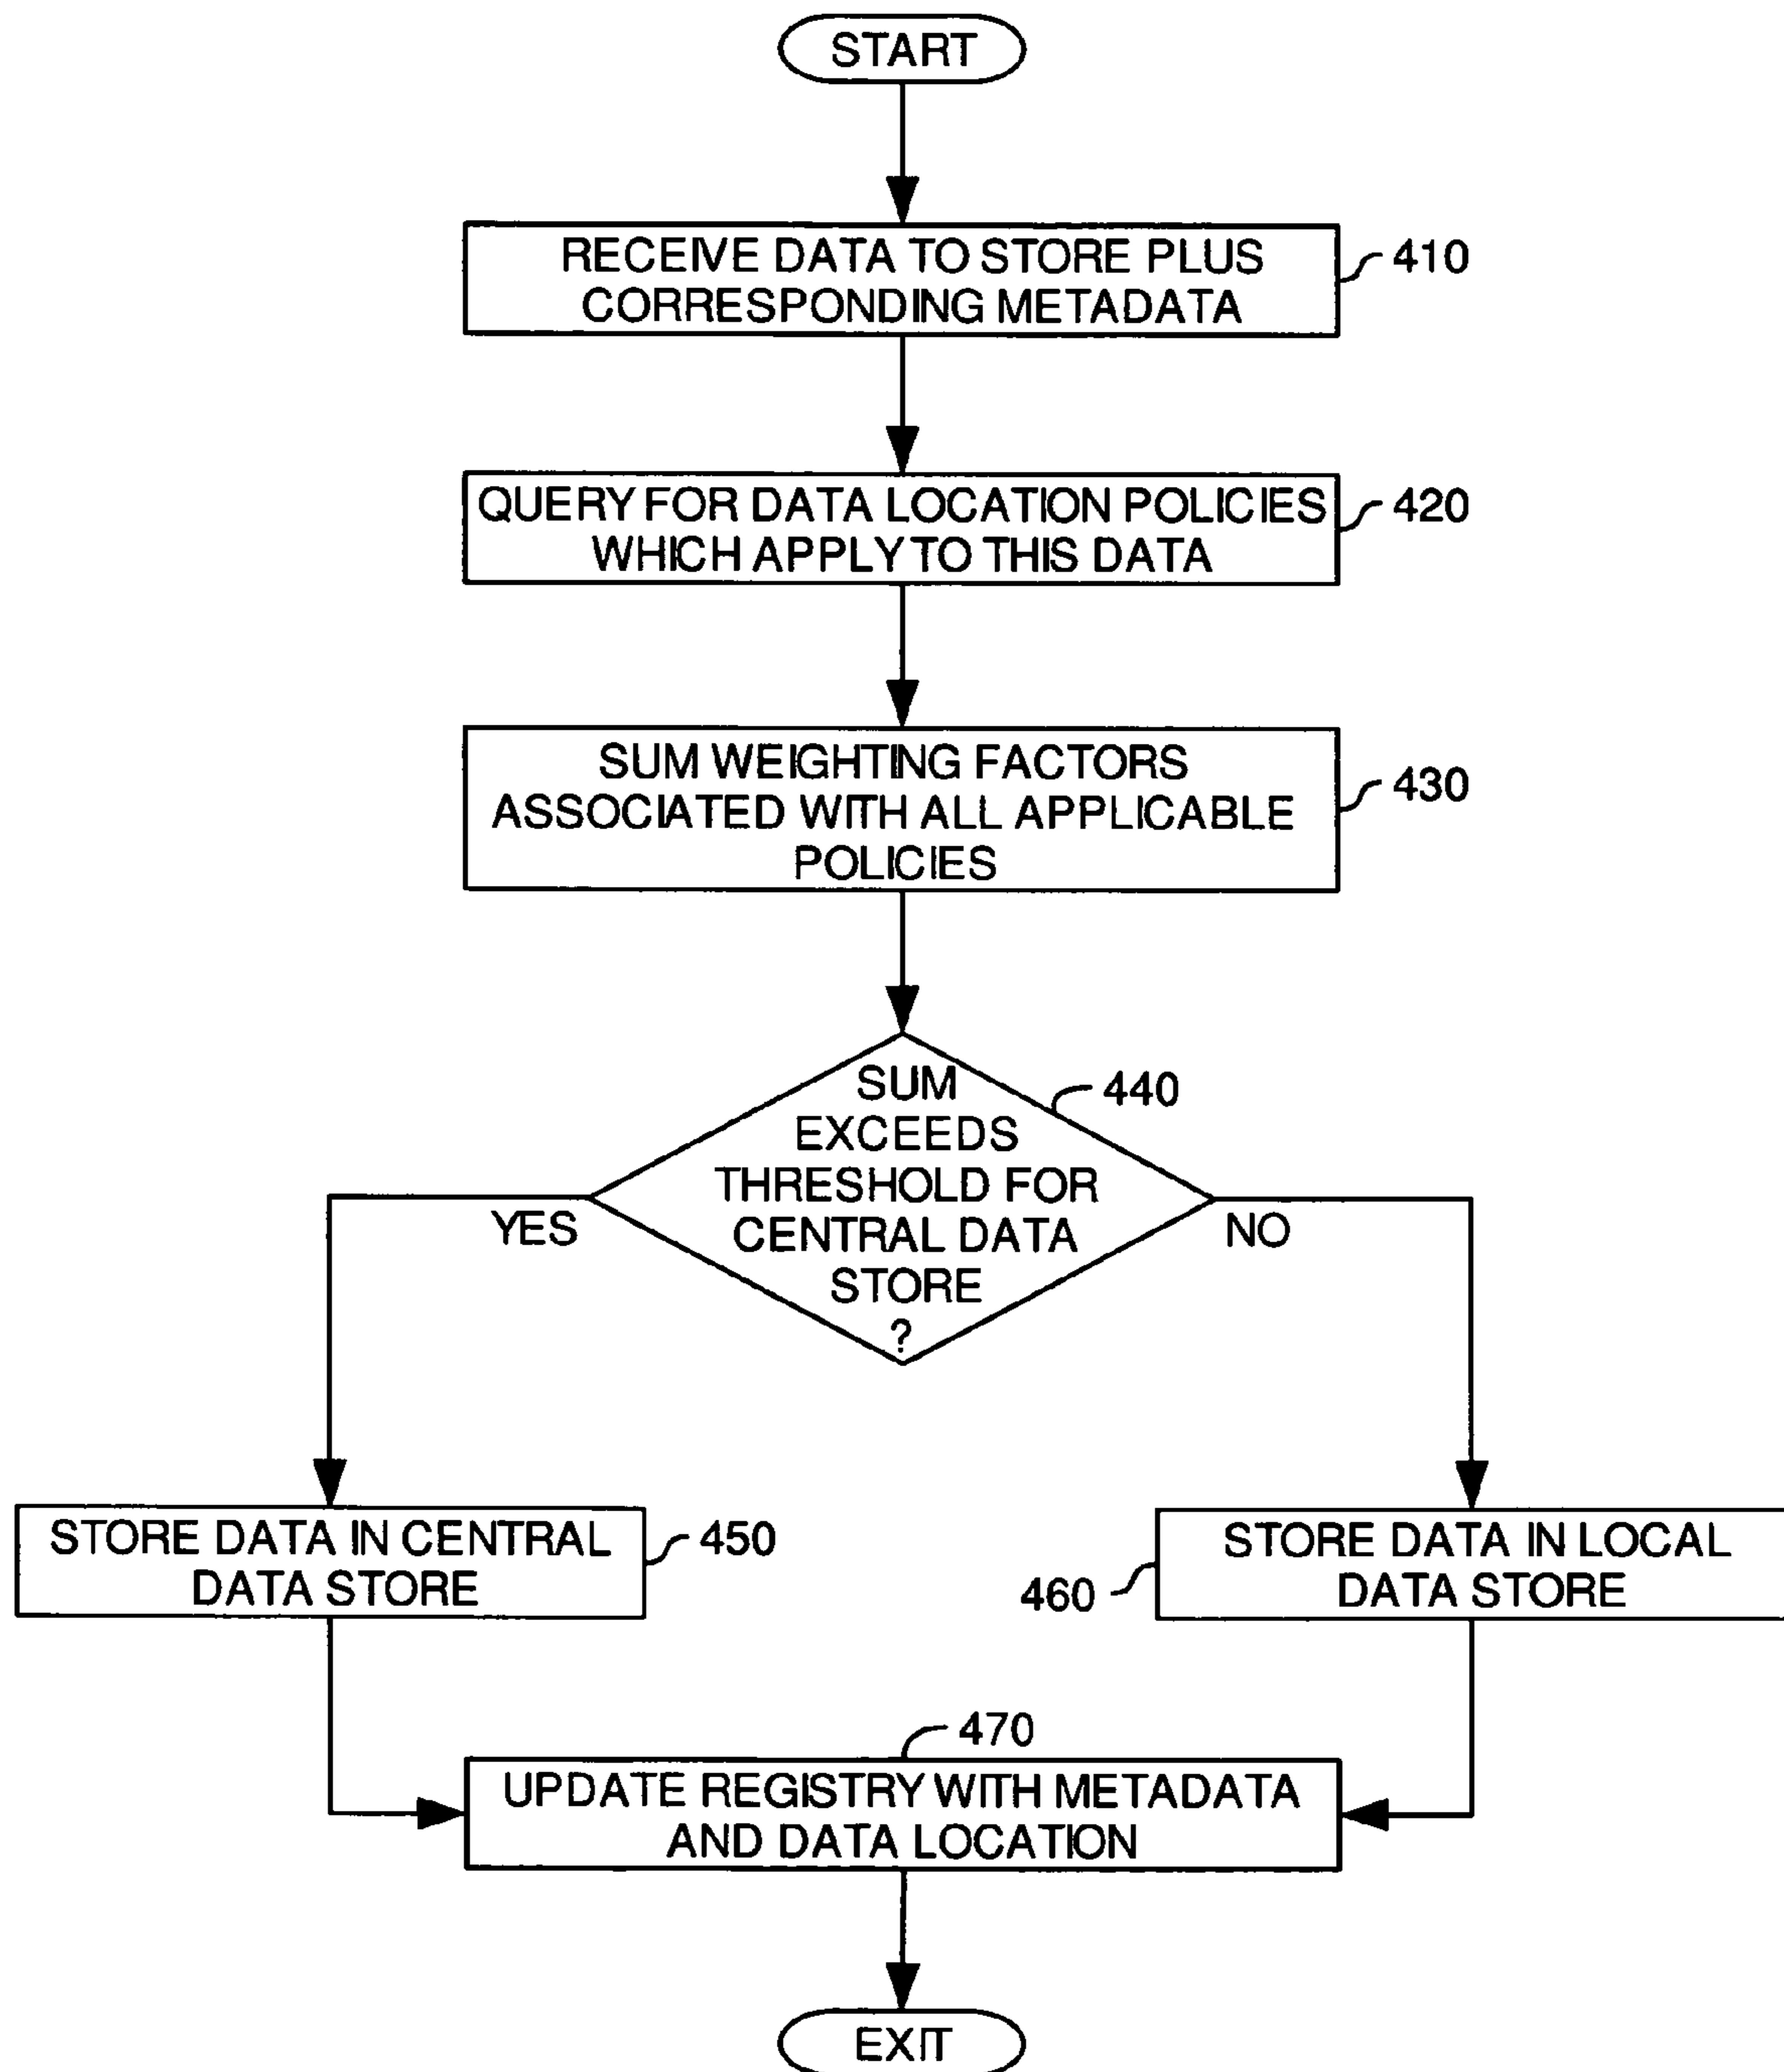 START
RECEIVE DATA TO STORE PLUS
CORRESPONDING METADATA
410
QUERY FOR DATA LOCATION POLICIES
WHICH APPLY TO THIS DATA
420
SUM WEIGHTING FACTORS
ASSOCIATED WITH ALL APPLICABLE
POLICIES
430
SUM
EXCEEDS
THRESHOLD FOR
CENTRAL DATA
STORE
?
440
YES
NO
STORE DATA IN CENTRAL
DATA STORE
450
STORE DATA IN LOCAL
DATA STORE
460
470
UPDATE REGISTRY WITH METADATA
AND DATA LOCATION
EXIT